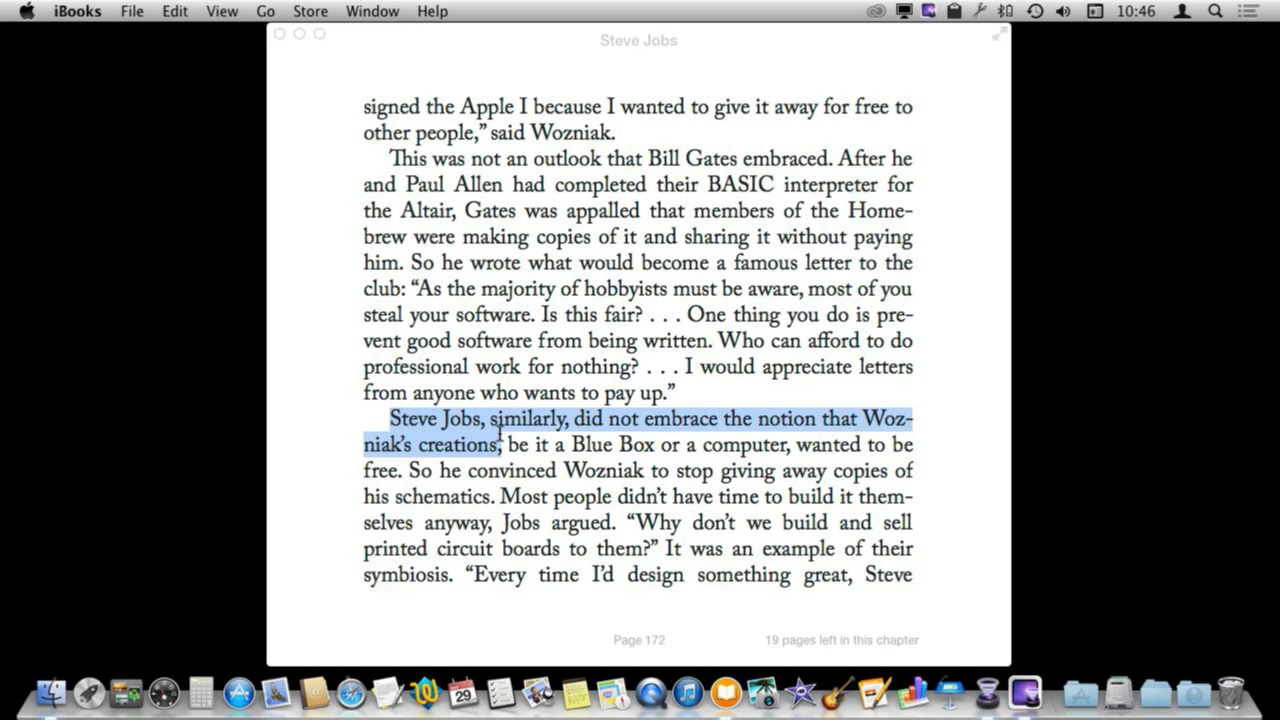 iBooks File Edit View Go Store Window Help 10:46
Steve Jobs
signed the Apple I because I wanted to give it away for free to
other people,” said Wozniak.
This was not an outlook that Bill Gates embraced. After he
and Paul Allen had completed their BASIC interpreter for
the Altair, Gates was appalled that members of the Home-
brew were making copies of it and sharing it without paying
him. So he wrote what would become a famous letter to the
club: “As the majority of hobbyists must be aware, most of you
steal your software. Is this fair? . . . One thing you do is pre-
vent good software from being written. Who can afford to do
professional work for nothing? . . . I would appreciate letters
from anyone who wants to pay up.”
Steve Jobs, similarly, did not embrace the notion that Woz-
niak’s creations, be it a Blue Box or a computer, wanted to be
free. So he convinced Wozniak to stop giving away copies of
his schematics. Most people didn’t have time to build it them-
selves anyway, Jobs argued. “Why don’t we build and sell
printed circuit boards to them?” It was an example of their
symbiosis. “Every time I’d design something great, Steve
Page 172 19 pages left in this chapter
29